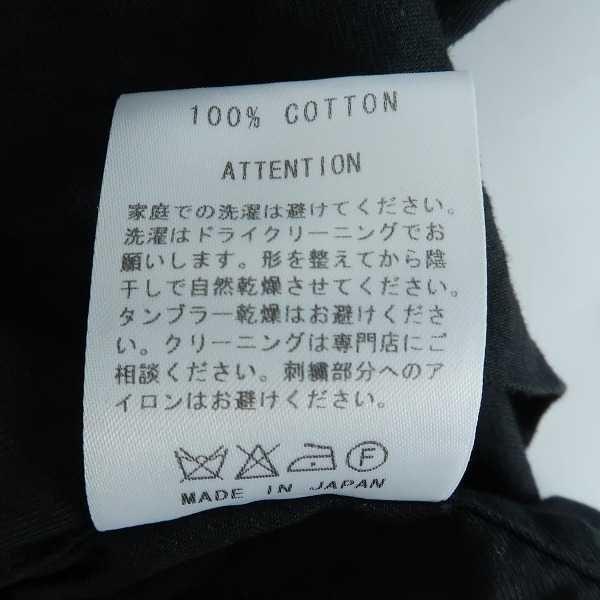 100% COTTON
ATTENTION
家庭での洗濯は避けてください。
洗濯はドライクリーニングでお
願いします。形を整えてから陰
干しで自然乾燥させてください。
タンブラー乾燥はお避けくださ
い。クリーニングは専門店にご
相談ください。刺繍部分へのア
イロンはお避けください。
F
MADE IN JAPAN